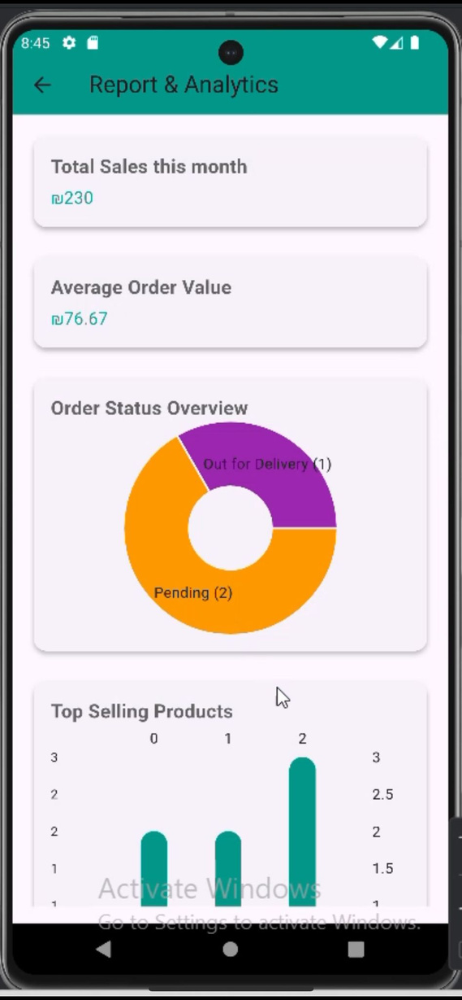 8:45
Report & Analytics
Total Sales this month
₪230
Average Order Value
₪76.67
Order Status Overview
Out for Delivery (1)
Pending (2)
Top Selling Products
0 1 2
3 3
2 2.5
2 2
1 1.5
1 1
Activate Windows
Go to Settings to activate Windows.